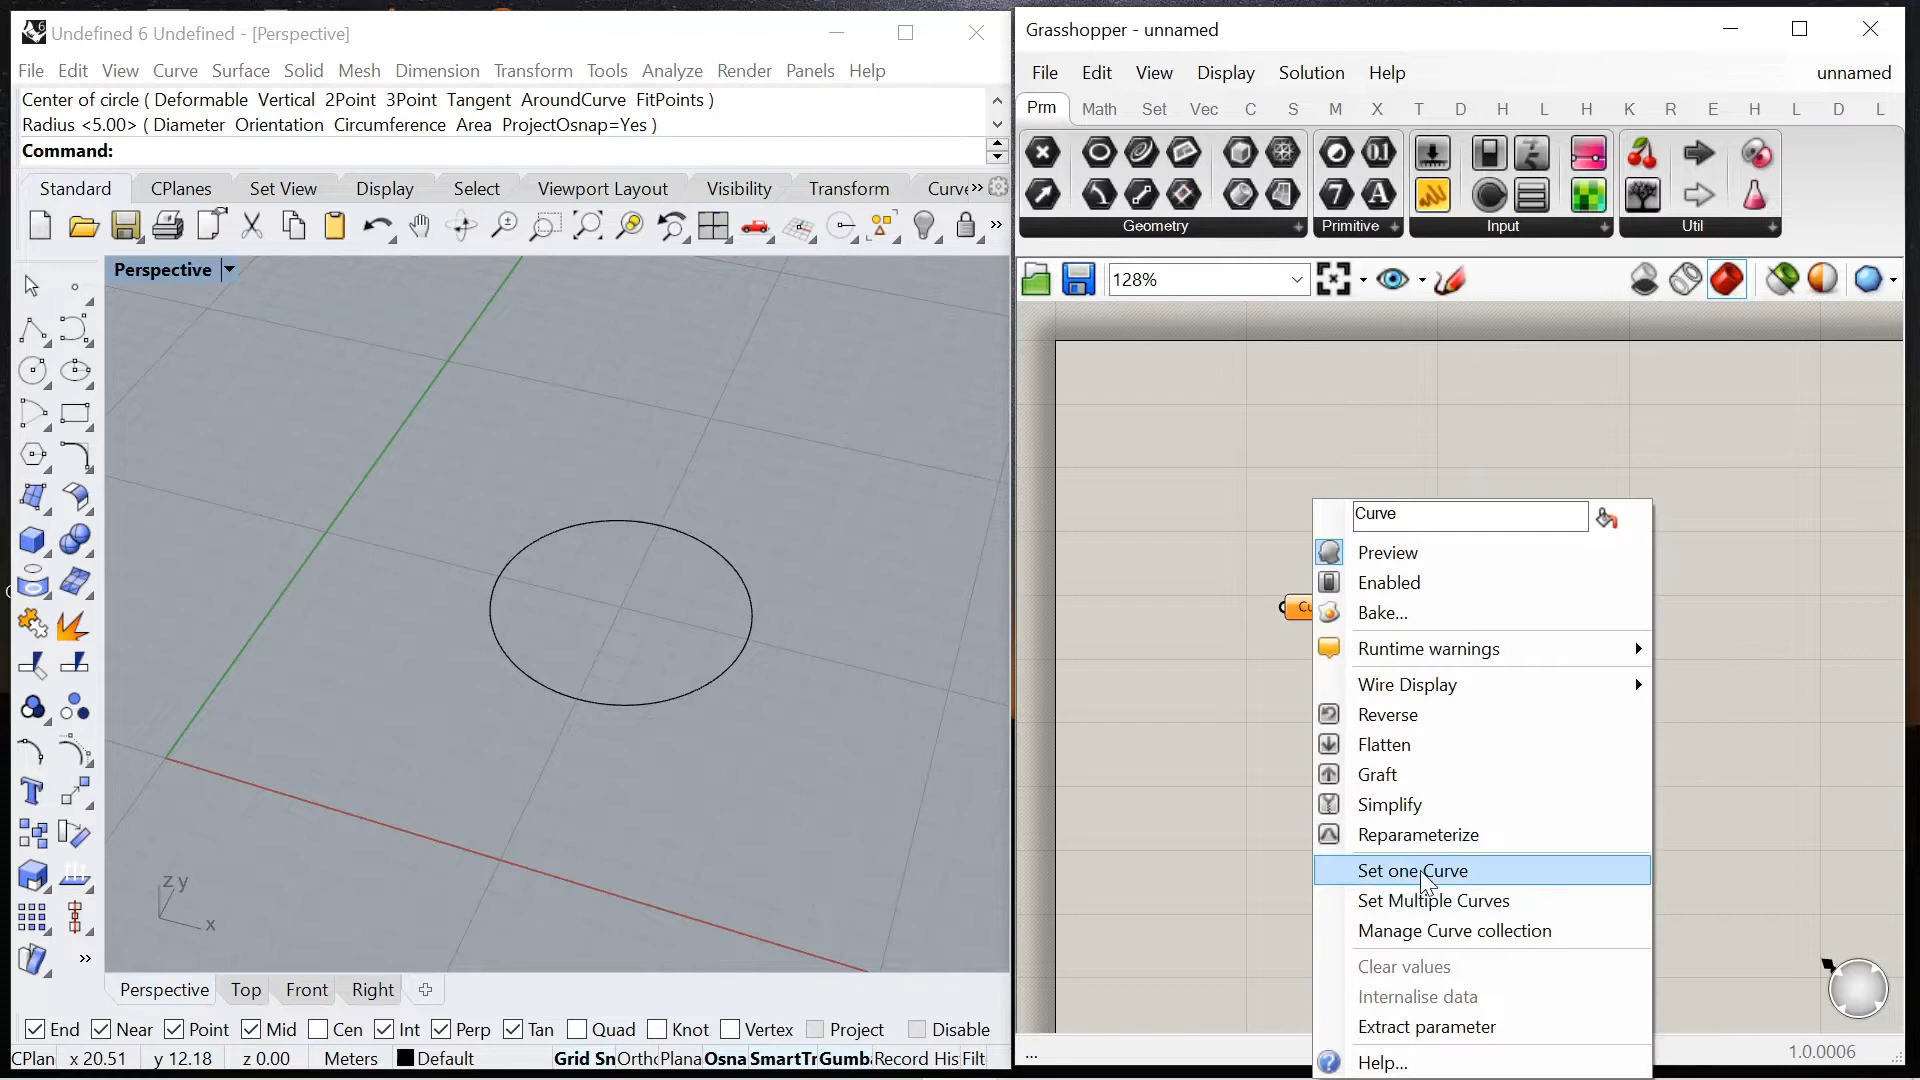 Undefined 6 Undefined - [Perspective]
File Edit View Curve Surface Solid Mesh Dimension Transform Tools Analyze Render Panels Help
Center of circle ( Deformable Vertical 2Point 3Point Tangent AroundCurve FitPoints )
Radius <5.00> ( Diameter Orientation Circumference Area ProjectOsnap=Yes )
Command:
Standard CPlanes Set View Display Select Viewport Layout Visibility Transform Curve »
Perspective
z y
x
Perspective Top Front Right
End Near Point Mid Cen Int Perp Tan Quad Knot Vertex Project Disable
CPlan x 20.51 y 12.18 z 0.00 Meters Default Grid Sn Ortho Plana Osna SmartTr Gumb Record His Filt
Grasshopper - unnamed
File Edit View Display Solution Help unnamed
Prm Math Set Vec C S M X T D H L H K R E H L D L
Geometry Primitive Input Util
128%
Cu
Curve
Preview
Enabled
Bake...
Runtime warnings
Wire Display
Reverse
Flatten
Graft
Simplify
Reparameterize
Set one Curve
Set Multiple Curves
Manage Curve collection
Clear values
Internalise data
Extract parameter
Help...
...
1.0.0006